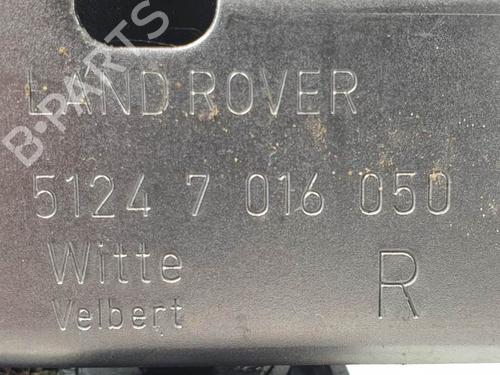 LAND ROVER
5124 7 016 050
Witte R
Velbert
B-PARTS